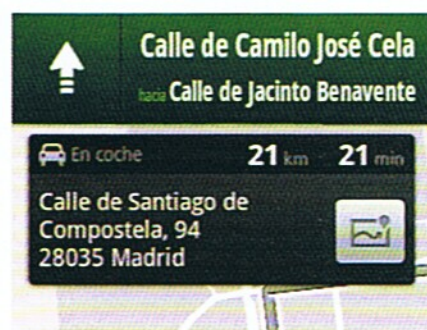 Calle de Camilo José Cela
hacia Calle de Jacinto Benavente
En coche 21 km 21 min
Calle de Santiago de
Compostela, 94
28035 Madrid